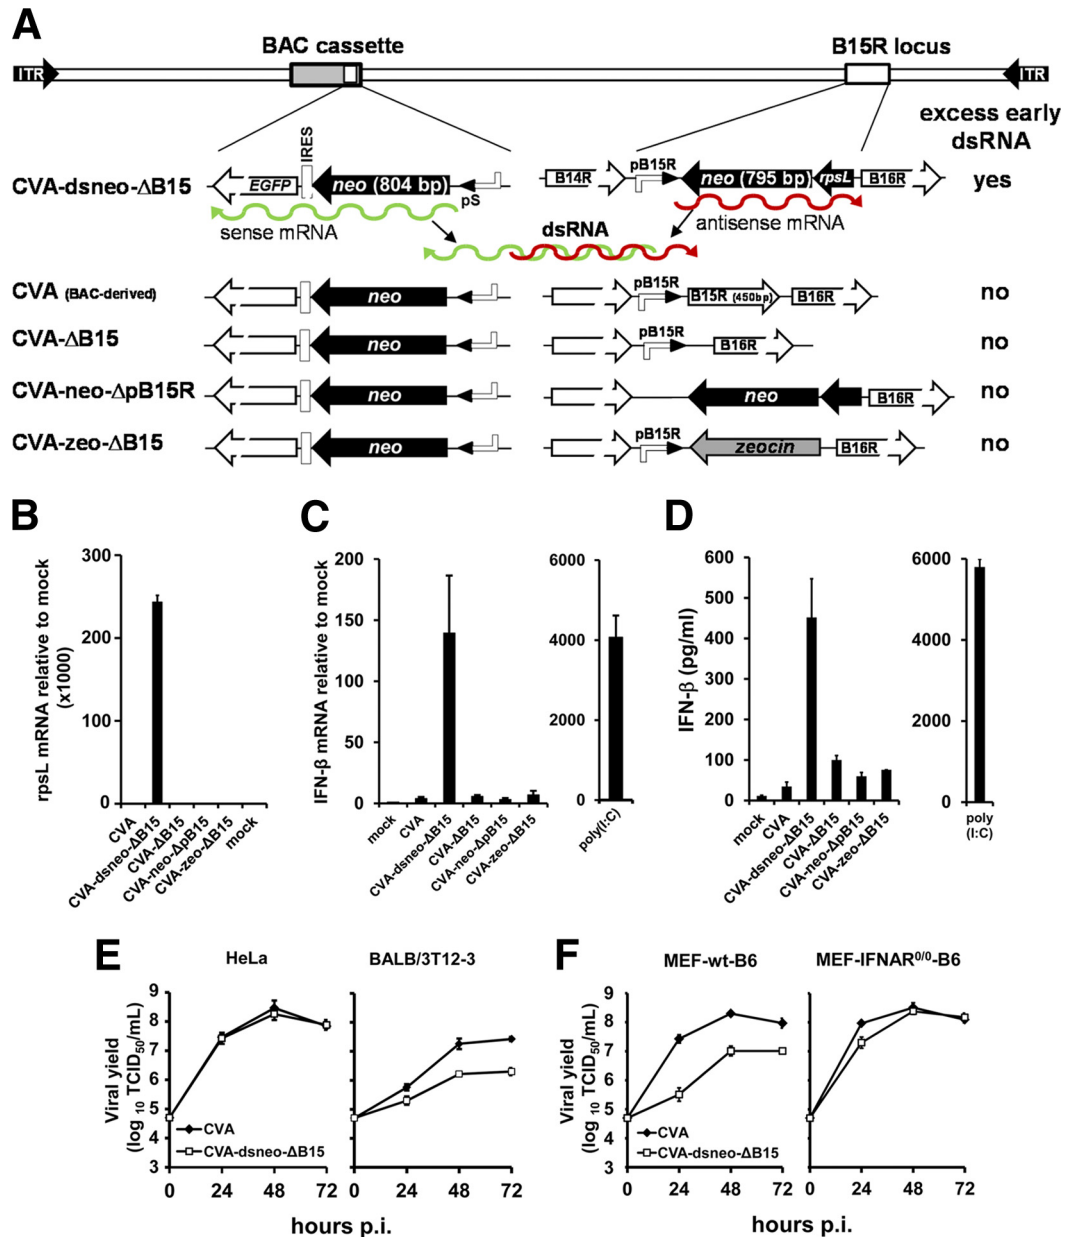 A
BAC cassette
B15R locus
ITR
ITR
excess early
dsRNA
CVA-dsneo-ΔB15
EGFP
IRES
neo (804 bp)
pS
B14R
pB15R
neo (795 bp)
rpsL
B16R
yes
sense mRNA
dsRNA
antisense mRNA
CVA (BAC-derived)
neo
pB15R
B15R (450bp)
B16R
no
CVA-ΔB15
neo
pB15R
B16R
no
CVA-neo-ΔpB15R
neo
neo
B16R
no
CVA-zeo-ΔB15
neo
pB15R
zeocin
B16R
no
B
rpsL mRNA relative to mock
(x1000)
300
200
100
0
CVA
CVA-dsneo-ΔB15
CVA-ΔB15
CVA-neo-ΔpB15
CVA-zeo-ΔB15
mock
C
IFN-β mRNA relative to mock
200
150
100
50
0
mock
CVA
CVA-dsneo-ΔB15
CVA-ΔB15
CVA-neo-ΔpB15
CVA-zeo-ΔB15
6000
4000
2000
0
poly(I:C)
D
IFN-β (pg/ml)
600
500
400
300
200
100
0
mock
CVA
CVA-dsneo-ΔB15
CVA-ΔB15
CVA-neo-ΔpB15
CVA-zeo-ΔB15
6000
4000
2000
0
poly
(I:C)
E
HeLa
BALB/3T12-3
Viral yield
(log 10 TCID50/mL)
9
8
7
6
5
4
3
CVA
CVA-dsneo-ΔB15
0 24 48 72
0 24 48 72
hours p.i.
F
MEF-wt-B6
MEF-IFNAR0/0-B6
Viral yield
(log 10 TCID50/mL)
9
8
7
6
5
4
3
CVA
CVA-dsneo-ΔB15
0 24 48 72
0 24 48 72
hours p.i.